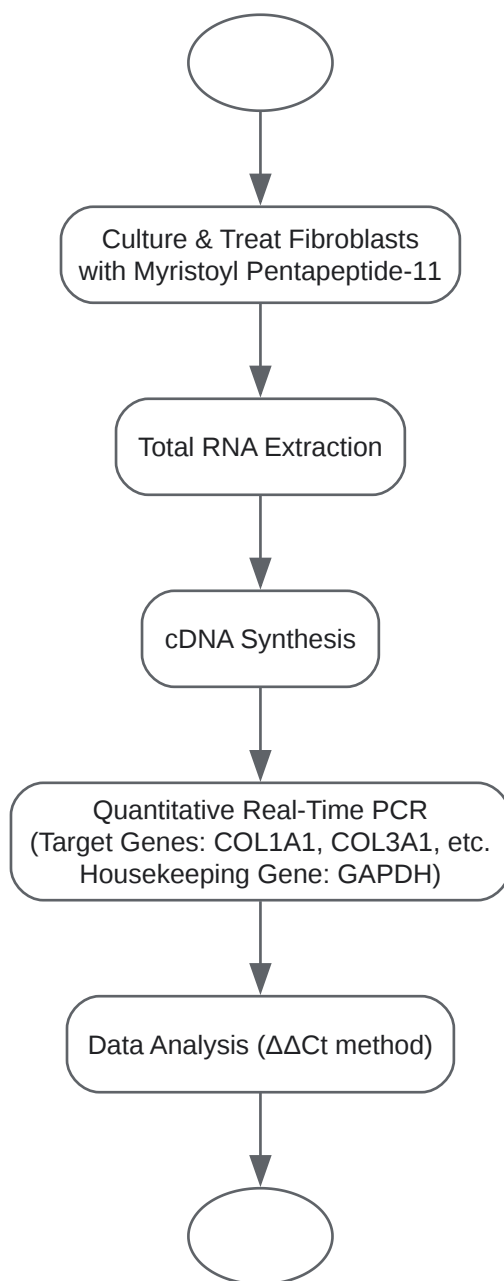 Culture & Treat Fibroblasts
with Myristoyl Pentapeptide-11
Total RNA Extraction
cDNA Synthesis
Quantitative Real-Time PCR
(Target Genes: COL1A1, COL3A1, etc.
Housekeeping Gene: GAPDH)
Data Analysis (ΔΔCt method)